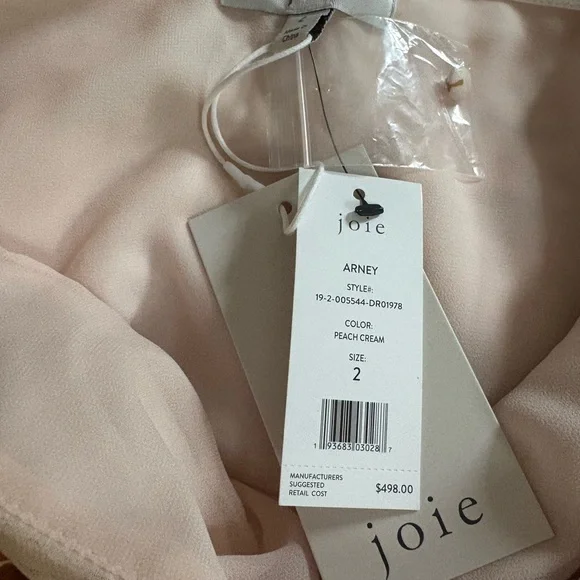 joie
ARNEY
STYLE#:
19-2-005544-DR01978
COLOR:
PEACH CREAM
SIZE:
2
1 93683 03028 7
MANUFACTURERS
SUGGESTED
RETAIL COST
$498.00
joie